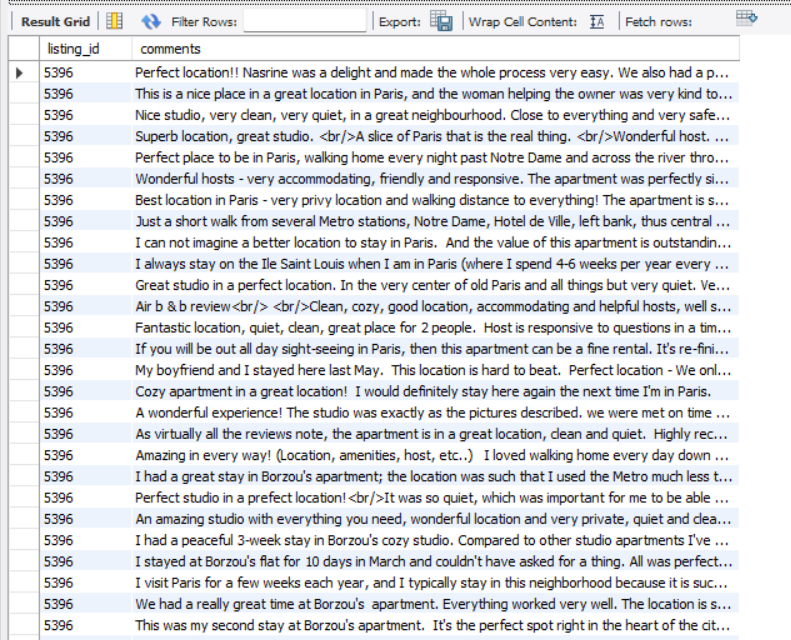 Result Grid Filter Rows: Export: Wrap Cell Content: IA Fetch rows:
listing_id comments
5396 Perfect location!! Nasrine was a delight and made the whole process very easy. We also had a p...
5396 This is a nice place in a great location in Paris, and the woman helping the owner was very kind to...
5396 Nice studio, very clean, very quiet, in a great neighbourhood. Close to everything and very safe...
5396 Superb location, great studio. <br/>A slice of Paris that is the real thing. <br/>Wonderful host. ...
5396 Perfect place to be in Paris, walking home every night past Notre Dame and across the river thro...
5396 Wonderful hosts - very accommodating, friendly and responsive. The apartment was perfectly si...
5396 Best location in Paris - very privy location and walking distance to everything! The apartment is s...
5396 Just a short walk from several Metro stations, Notre Dame, Hotel de Ville, left bank, thus central ...
5396 I can not imagine a better location to stay in Paris.  And the value of this apartment is outstandin...
5396 I always stay on the Ile Saint Louis when I am in Paris (where I spend 4-6 weeks per year every ...
5396 Great studio in a perfect location. In the very center of old Paris and all things but very quiet. Ve...
5396 Air b & b review<br/> <br/>Clean, cozy, good location, accommodating and helpful hosts, well s...
5396 Fantastic location, quiet, clean, great place for 2 people.  Host is responsive to questions in a tim...
5396 If you will be out all day sight-seeing in Paris, then this apartment can be a fine rental. It's re-fini...
5396 My boyfriend and I stayed here last May.  This location is hard to beat.  Perfect location - We onl...
5396 Cozy apartment in a great location!  I would definitely stay here again the next time I'm in Paris.
5396 A wonderful experience! The studio was exactly as the pictures described. we were met on time ...
5396 As virtually all the reviews note, the apartment is in a great location, clean and quiet.  Highly rec...
5396 Amazing in every way! (Location, amenities, host, etc..)   I loved walking home every day down ...
5396 I had a great stay in Borzou's apartment; the location was such that I used the Metro much less t...
5396 Perfect studio in a prefect location!<br/>It was so quiet, which was important for me to be able ...
5396 An amazing studio with everything you need, wonderful location and very private, quiet and clea...
5396 I had a peaceful 3-week stay in Borzou's cozy studio. Compared to other studio apartments I've ...
5396 I stayed at Borzou's flat for 10 days in March and couldn't have asked for a thing. All was perfect...
5396 I visit Paris for a few weeks each year, and I typically stay in this neighborhood because it is suc...
5396 We had a really great time at Borzou's  apartment. Everything worked very well. The location is s...
5396 This was my second stay at Borzou's apartment.  It's the perfect spot right in the heart of the cit...